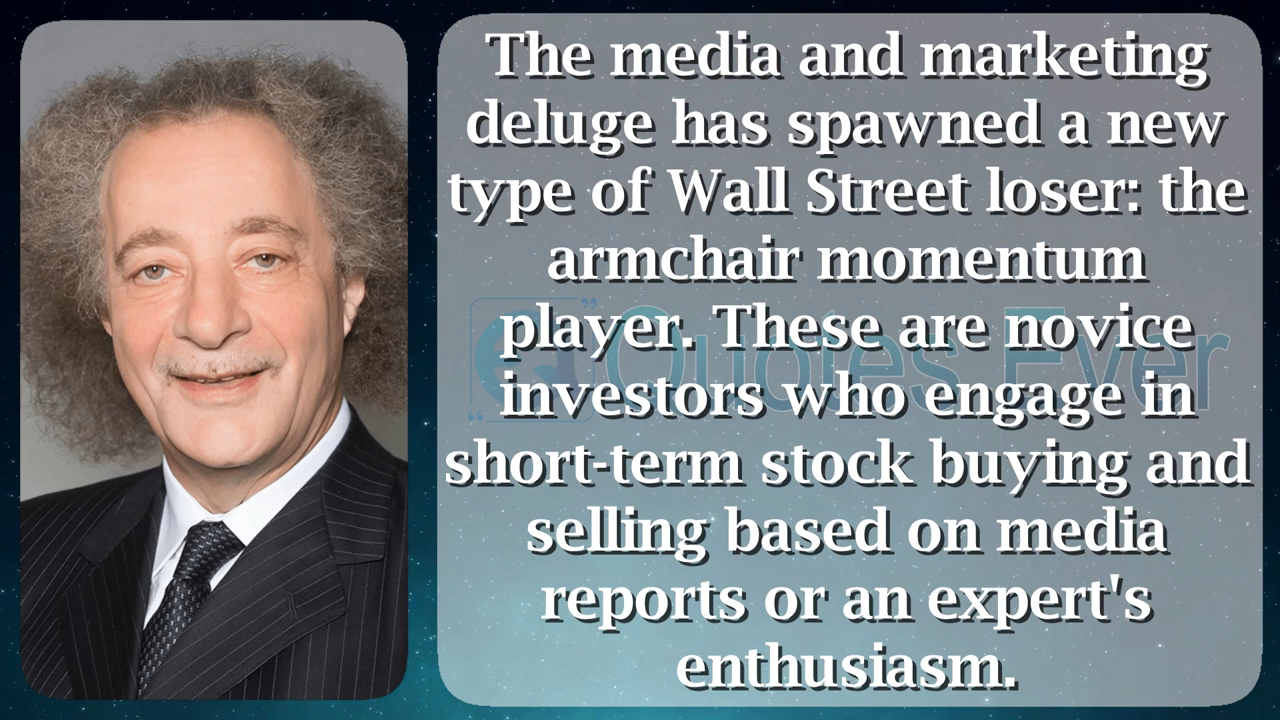 The media and marketing
deluge has spawned a new
type of Wall Street loser: the
armchair momentum
player. These are novice
investors who engage in
short-term stock buying and
selling based on media
reports or an expert's
enthusiasm.
Quotes Ever